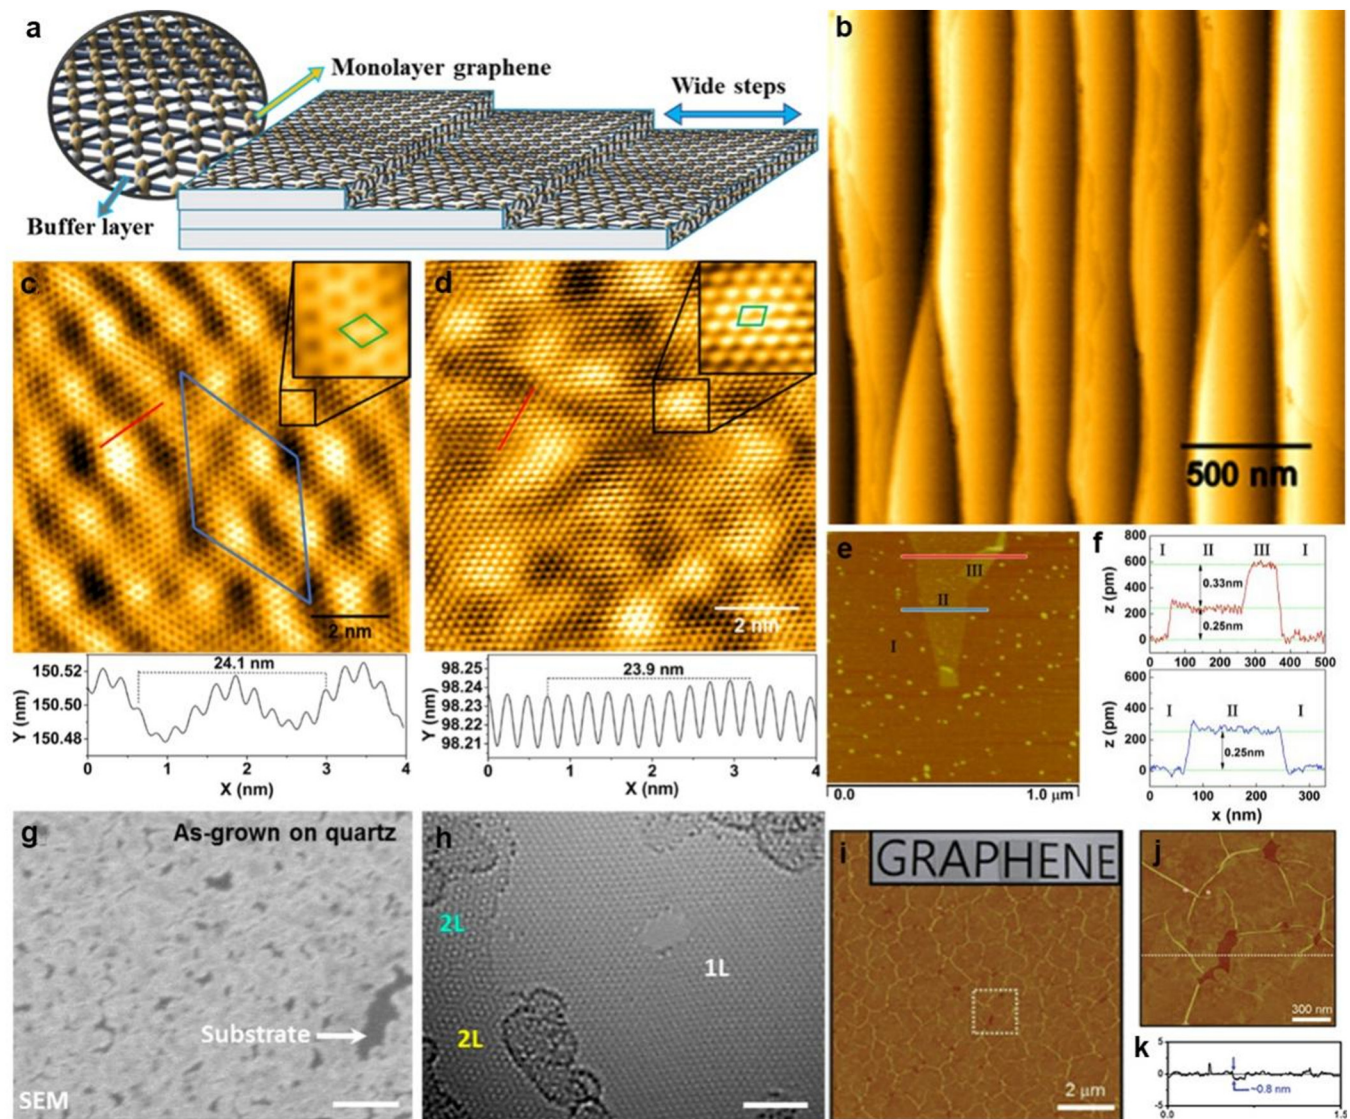 a
Monolayer graphene
Wide steps
Buffer layer
b
500 nm
c
2 nm
24.1 nm
150.52
150.50
150.48
Y (nm)
0 1 2 3 4
X (nm)
d
2 nm
23.9 nm
98.25
98.24
98.23
98.22
98.21
Y (nm)
0 1 2 3 4
X (nm)
e
III
II
I
0.0 1.0 μm
f
I II III I
800
600
400
200
0
z (pm)
0.33nm
0.25nm
0 100 200 300 400 500
I II I
600
400
200
0
z (pm)
0.25nm
0 100 200 300
x (nm)
g
As-grown on quartz
Substrate
SEM
h
2L
1L
2L
i
GRAPHENE
2 μm
j
300 nm
k
5
0
-5
~0.8 nm
0.0 1.5